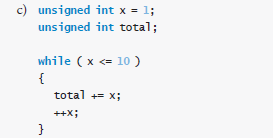 c) unsigned int x = 1;
unsigned int total;
while ( x <= 10 )
{
total += x;
++x;
}